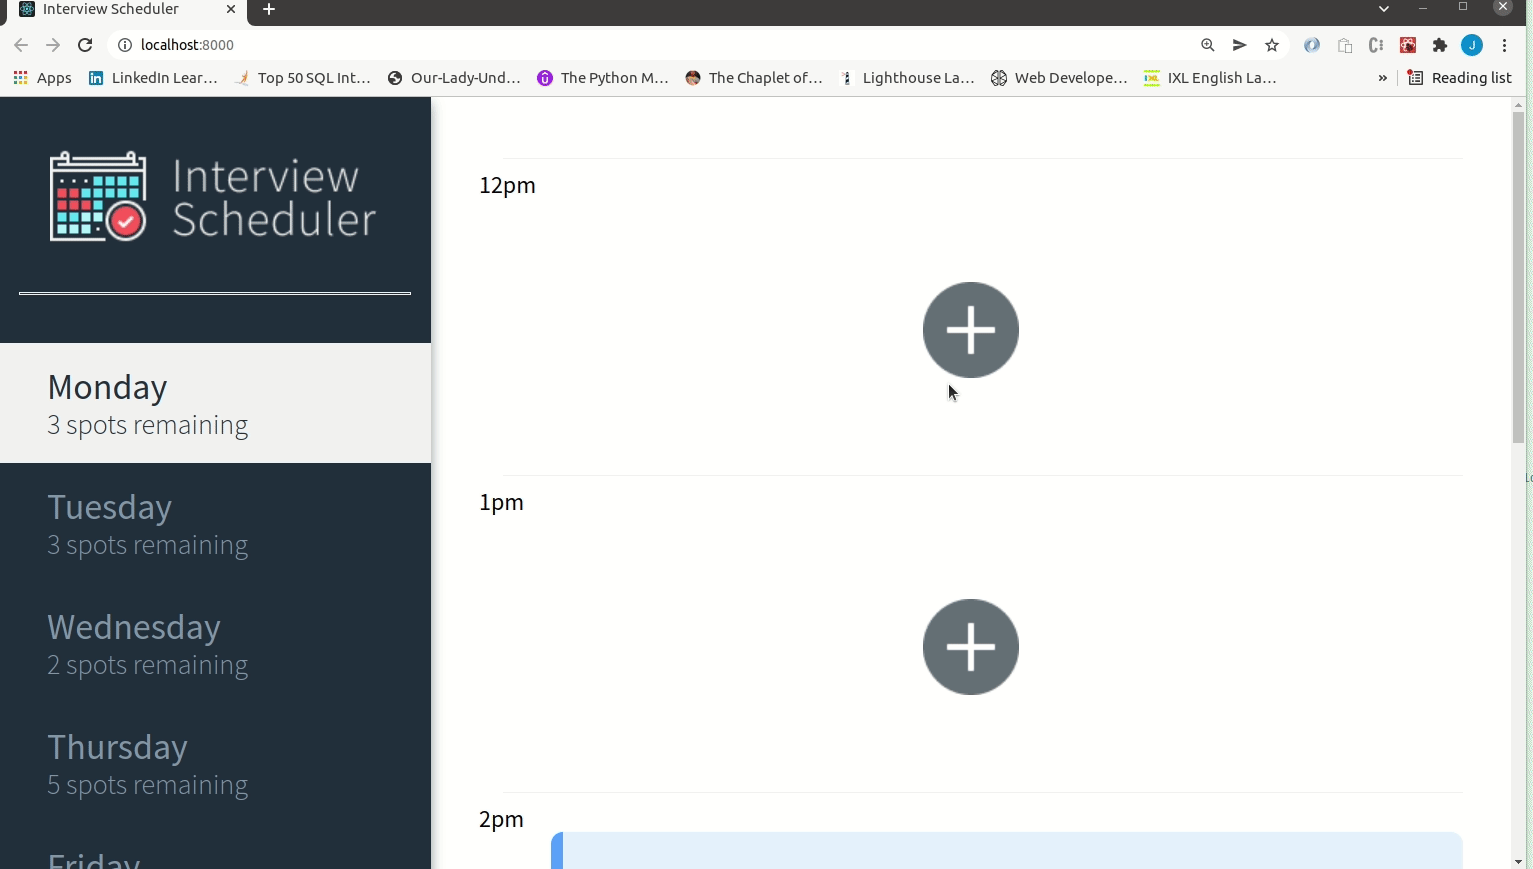 Interview Scheduler
localhost:8000
Apps
LinkedIn Lear...
Top 50 SQL Int...
Our-Lady-Und...
The Python M...
The Chaplet of...
Lighthouse La...
Web Develope...
IXL English La...
»
Reading list
J
Interview
Scheduler
Monday
3 spots remaining
Tuesday
3 spots remaining
Wednesday
2 spots remaining
Thursday
5 spots remaining
Friday
12pm
1pm
2pm